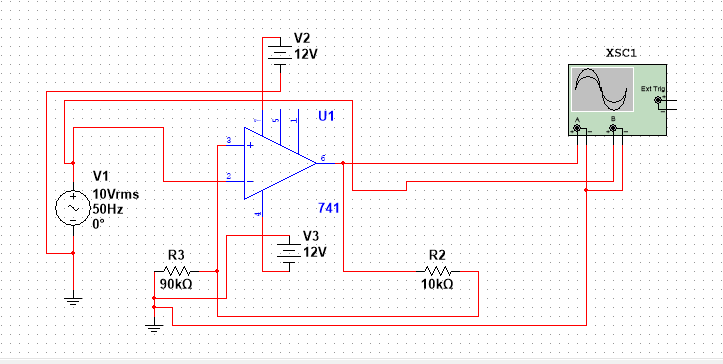 V2
12V
XSC1
Ext Trig
+
-
A
B
+
-
+
-
U1
7
5
1
3
+
6
2
-
4
741
V1
10Vrms
50Hz
0°
+
~
-
V3
12V
R3
90kΩ
R2
10kΩ